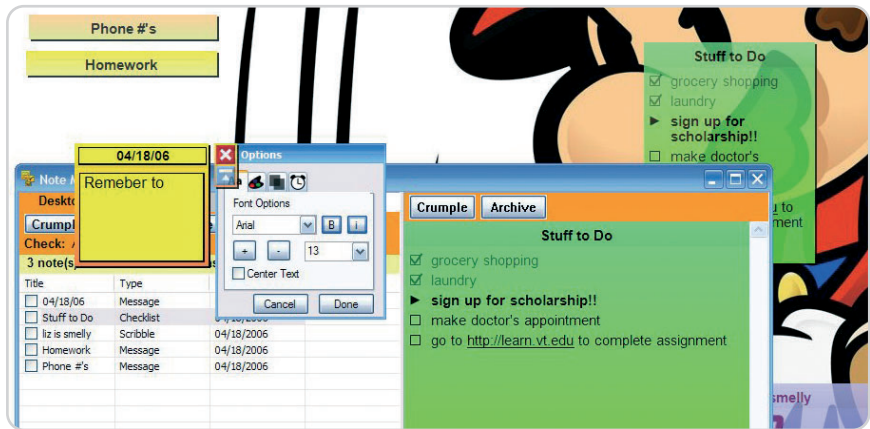 Phone #'s
Homework
Stuff to Do
grocery shopping
laundry
sign up for
scholarship!!
make doctor's
to
ment
smelly
04/18/06
Remeber to
Options
Font Options
Arial
B
I
+
-
13
Center Text
Cancel
Done
Note
Crumple
Archive
Check:
3 note(s)
Title
Type
04/18/06
Message
Stuff to Do
Checklist
04/18/2006
liz is smelly
Scribble
04/18/2006
Homework
Message
04/18/2006
Phone #'s
Message
04/18/2006
Stuff to Do
grocery shopping
laundry
sign up for scholarship!!
make doctor's appointment
go to http://learn.vt.edu to complete assignment